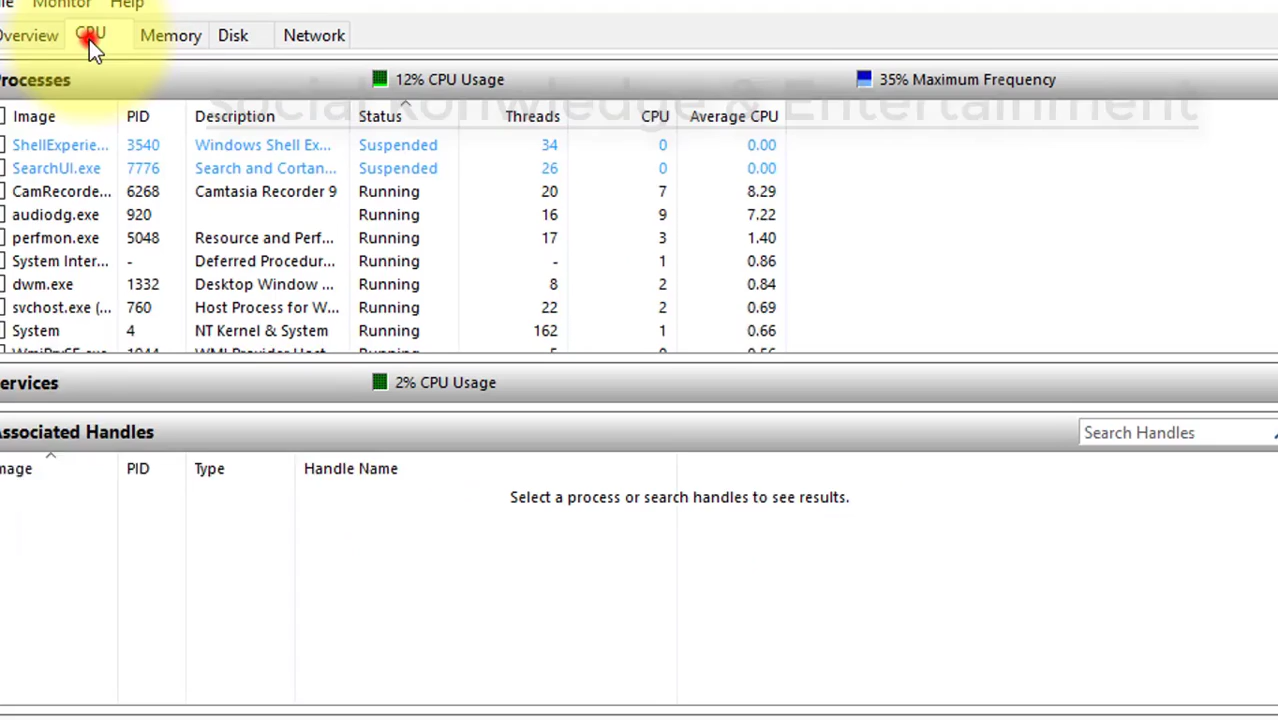 Monitor Help
Overview CPU Memory Disk Network
Processes 12% CPU Usage 35% Maximum Frequency
social Konwledge & Entertainment
Image PID Description Status Threads CPU Average CPU
ShellExperie... 3540 Windows Shell Ex... Suspended 34 0 0.00
SearchUI.exe 7776 Search and Cortan... Suspended 26 0 0.00
CamRecorde... 6268 Camtasia Recorder 9 Running 20 7 8.29
audiodg.exe 920 Running 16 9 7.22
perfmon.exe 5048 Resource and Perf... Running 17 3 1.40
System Inter... - Deferred Procedur... Running - 1 0.86
dwm.exe 1332 Desktop Window ... Running 8 2 0.84
svchost.exe (... 760 Host Process for W... Running 22 2 0.69
System 4 NT Kernel & System Running 162 1 0.66
ervices 2% CPU Usage
Associated Handles Search Handles
mage PID Type Handle Name
Select a process or search handles to see results.